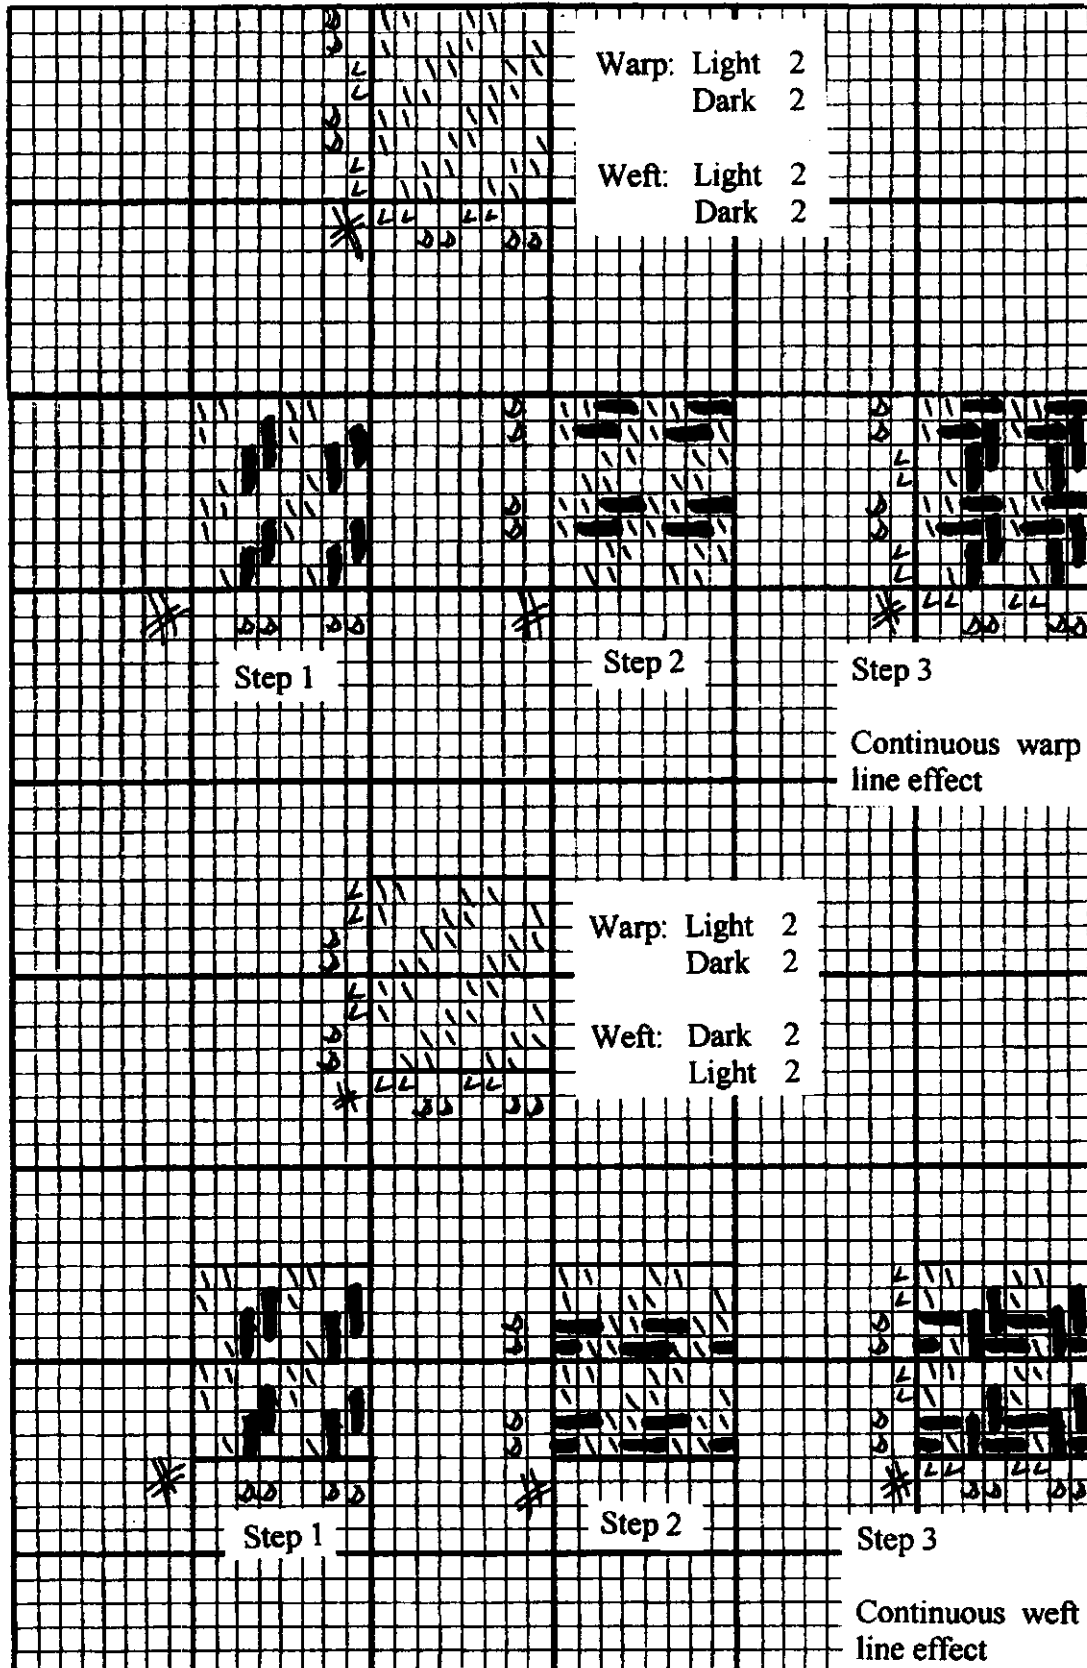 D
D
L
L
D
D
L
L
L L L L
D D D D
Warp: Light 2
Dark 2
Weft: Light 2
Dark 2
D
D
D
D
D
D
L
L
D
D
L
L
D D D D
L L L L
D D D D
Step 1
Step 2
Step 3
Continuous warp
line effect
L
L
D
D
L
L
D
D
L L L L
D D D D
Warp: Light 2
Dark 2
Weft: Dark 2
Light 2
D
D
D
D
L
L
D
D
L
L
D
D
D D D D
L L L L
D D D D
Step 1
Step 2
Step 3
Continuous weft
line effect